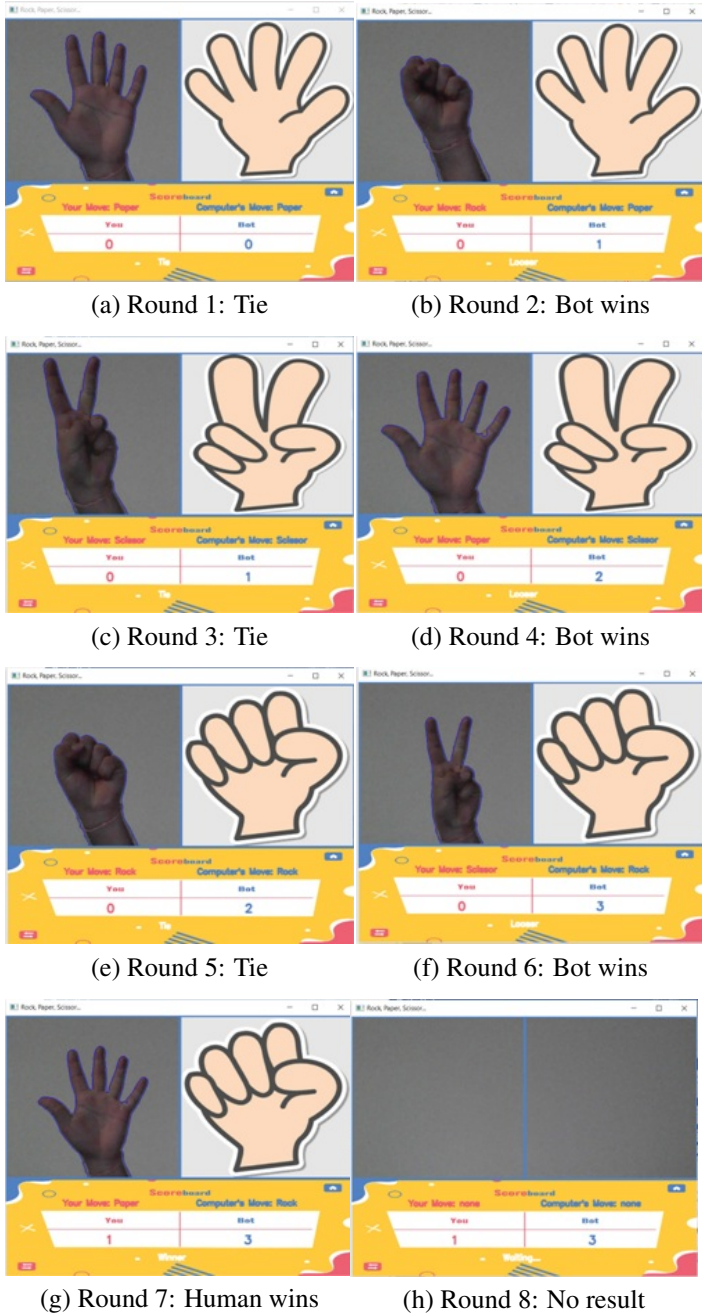 Rock, Paper, Scissor...
Rock, Paper, Scissor...
Scoreboard
Your Move: Paper Computer's Move: Paper
You Bot
0 0
Tie
Scoreboard
Your Move: Rock Computer's Move: Paper
You Bot
0 1
Looser
(a) Round 1: Tie
(b) Round 2: Bot wins
Rock, Paper, Scissor...
Rock, Paper, Scissor...
Scoreboard
Your Move: Scissor Computer's Move: Scissor
You Bot
0 1
Tie
Scoreboard
Your Move: Paper Computer's Move: Scissor
You Bot
0 2
Looser
(c) Round 3: Tie
(d) Round 4: Bot wins
Rock, Paper, Scissor...
Rock, Paper, Scissor...
Scoreboard
Your Move: Rock Computer's Move: Rock
You Bot
0 2
Tie
Scoreboard
Your Move: Scissor Computer's Move: Rock
You Bot
0 3
Looser
(e) Round 5: Tie
(f) Round 6: Bot wins
Rock, Paper, Scissor...
Rock, Paper, Scissor...
Scoreboard
Your Move: Paper Computer's Move: Rock
You Bot
1 3
Winner
Scoreboard
Your Move: none Computer's Move: none
You Bot
1 3
Waiting...
(g) Round 7: Human wins
(h) Round 8: No result